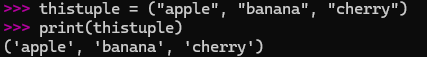 >>> thistuple = ("apple", "banana", "cherry")
>>> print(thistuple)
('apple', 'banana', 'cherry')